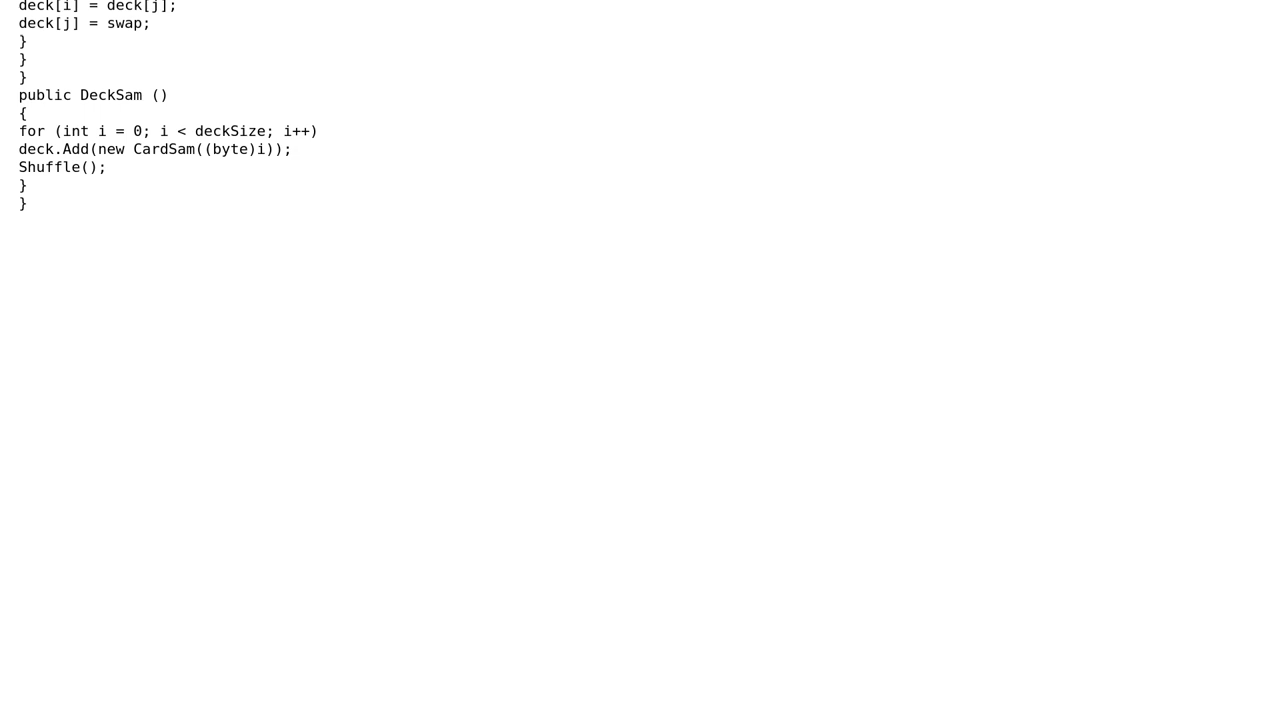 deck[i] = deck[j];
deck[j] = swap;
}
}
}
public DeckSam ()
{
for (int i = 0; i < deckSize; i++)
deck.Add(new CardSam((byte)i));
Shuffle();
}
}